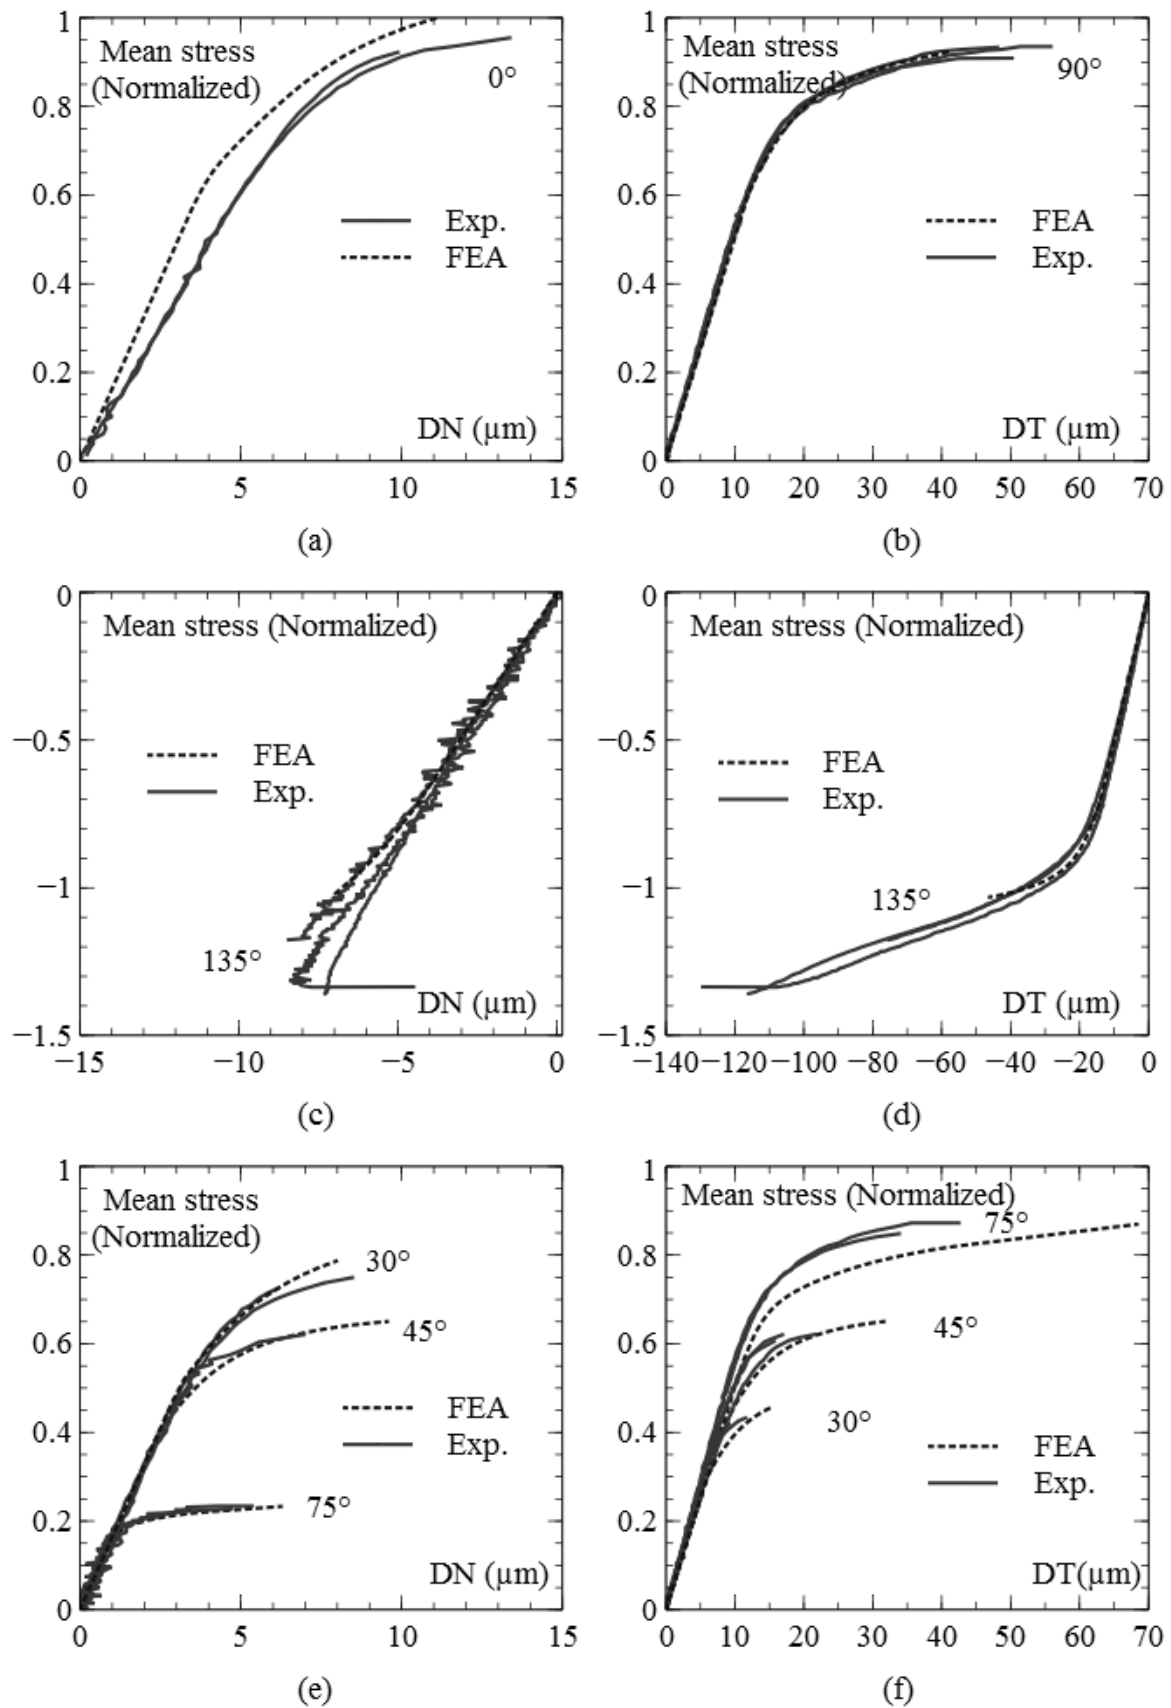 1
Mean stress
(Normalized)
0.8
0°
0.6
Exp.
FEA
0.4
0.2
DN (μm)
0
0 5 10 15
(a)
1
Mean stress
(Normalized)
0.8
90°
0.6
FEA
Exp.
0.4
0.2
DT (μm)
0
0 10 20 30 40 50 60 70
(b)
0
Mean stress (Normalized)
−0.5
FEA
Exp.
−1
135°
DN (μm)
−1.5
−15 −10 −5 0
(c)
0
Mean stress (Normalized)
−0.5
FEA
Exp.
−1
135°
DT (μm)
−1.5
−140 −120 −100 −80 −60 −40 −20 0
(d)
1
Mean stress
(Normalized)
0.8
30°
0.6
45°
FEA
0.4
Exp.
0.2
75°
DN (μm)
0
0 5 10 15
(e)
1
Mean stress (Normalized)
75°
0.8
0.6
45°
30°
0.4
FEA
Exp.
0.2
DT(μm)
0
0 10 20 30 40 50 60 70
(f)